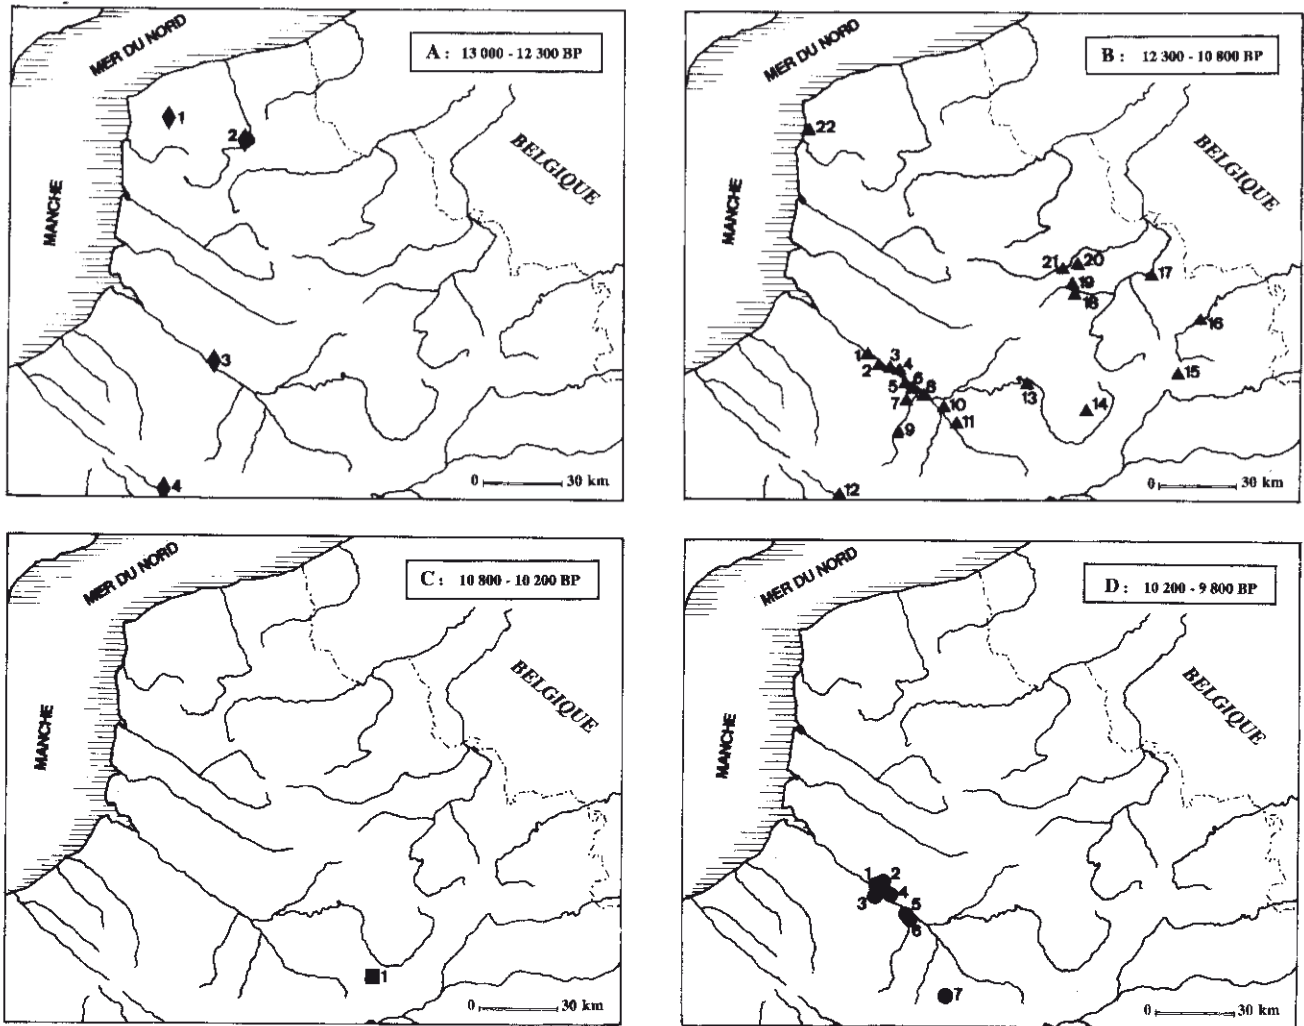 MER DU NORD
A : 13 000 - 12 300 BP
1
2
BELGIQUE
MANCHE
3
4
0 30 km
MER DU NORD
B : 12 300 - 10 800 BP
22
BELGIQUE
MANCHE
21 20
19
18
17
16
1 3
2 4
5 6 8
7
10
9
11
13
14
15
12
0 30 km
MER DU NORD
C : 10 800 - 10 200 BP
BELGIQUE
MANCHE
1
0 30 km
MER DU NORD
D : 10 200 - 9 800 BP
BELGIQUE
MANCHE
1 2
3 4
5
6
7
0 30 km